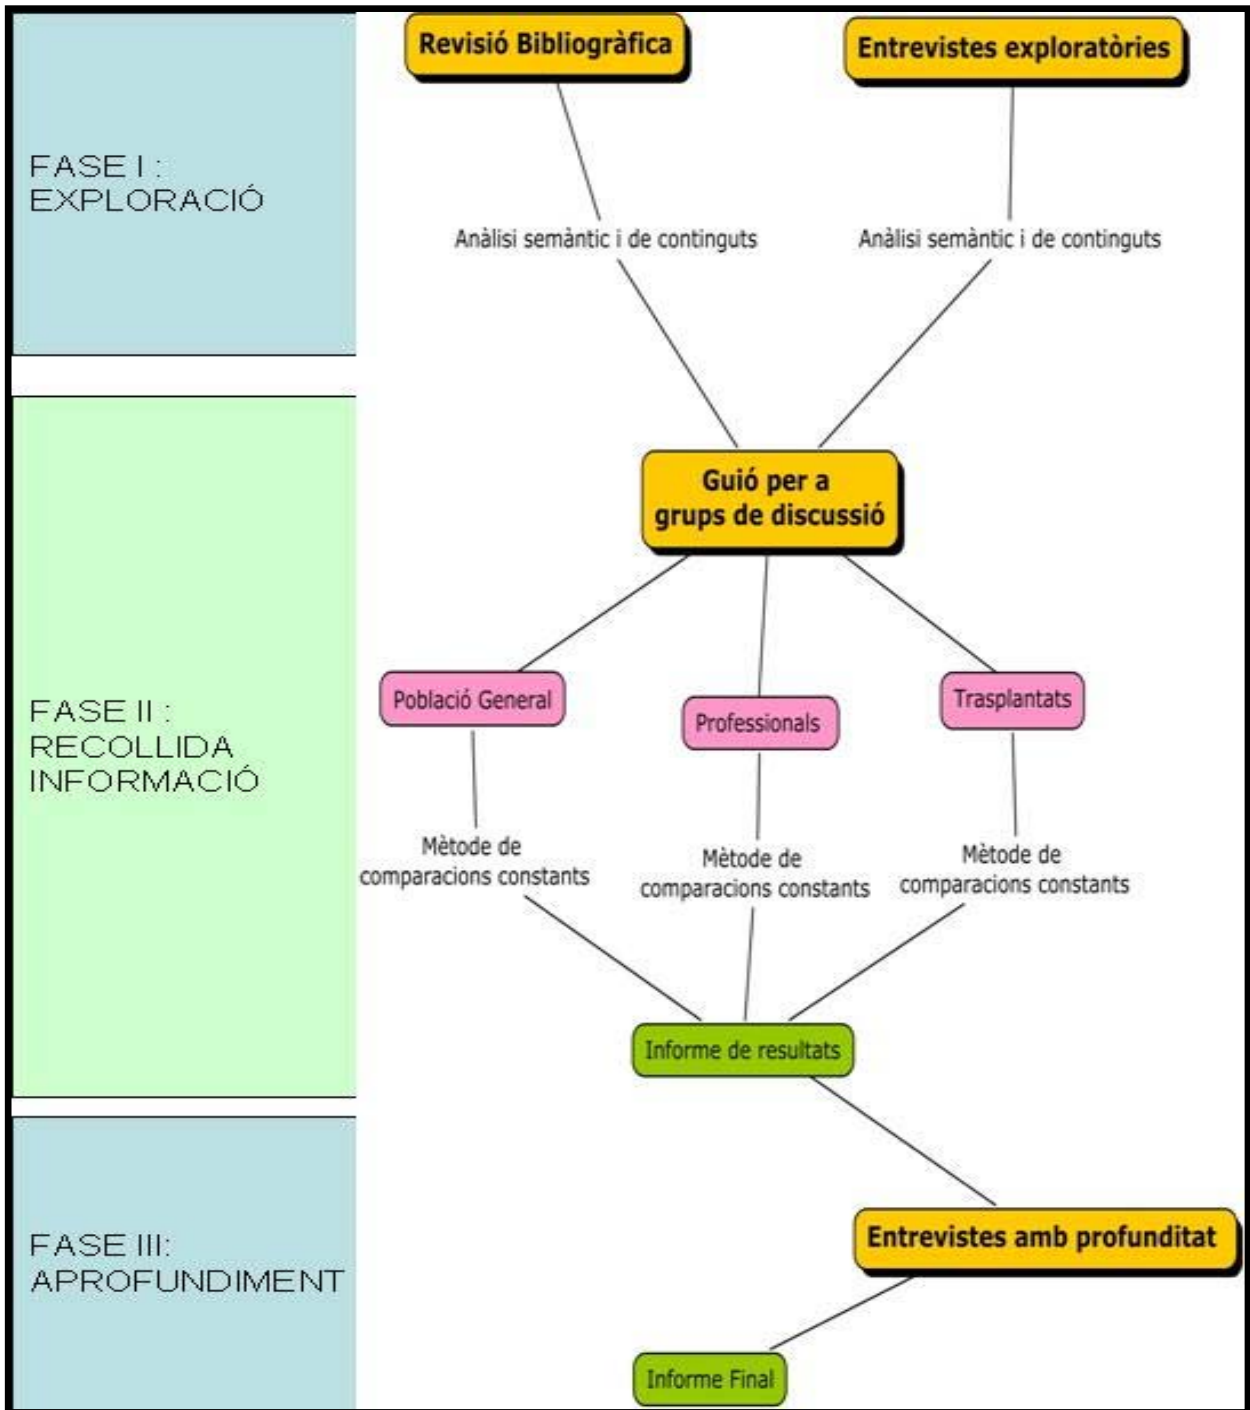 Revisió Bibliogràfica
Entrevistes exploratòries
FASE I :
EXPLORACIÓ
Anàlisi semàntic i de continguts
Anàlisi semàntic i de continguts
Guió per a
grups de discussió
FASE II :
RECOLLIDA
INFORMACIÓ
Població General
Professionals
Trasplantats
Mètode de
comparacions constants
Mètode de
comparacions constants
Mètode de
comparacions constants
Informe de resultats
FASE III:
APROFUNDIMENT
Entrevistes amb profunditat
Informe Final